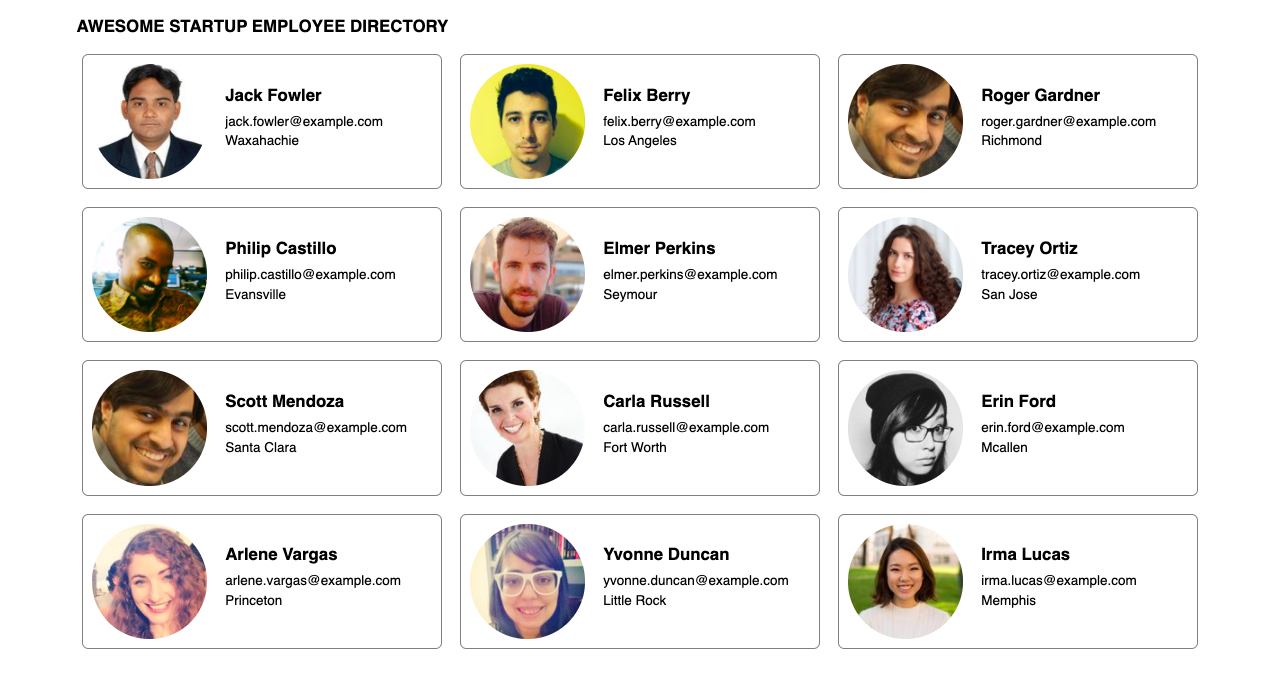 AWESOME STARTUP EMPLOYEE DIRECTORY
Jack Fowler
jack.fowler@example.com
Waxahachie
Felix Berry
felix.berry@example.com
Los Angeles
Roger Gardner
roger.gardner@example.com
Richmond
Philip Castillo
philip.castillo@example.com
Evansville
Elmer Perkins
elmer.perkins@example.com
Seymour
Tracey Ortiz
tracey.ortiz@example.com
San Jose
Scott Mendoza
scott.mendoza@example.com
Santa Clara
Carla Russell
carla.russell@example.com
Fort Worth
Erin Ford
erin.ford@example.com
Mcallen
Arlene Vargas
arlene.vargas@example.com
Princeton
Yvonne Duncan
yvonne.duncan@example.com
Little Rock
Irma Lucas
irma.lucas@example.com
Memphis